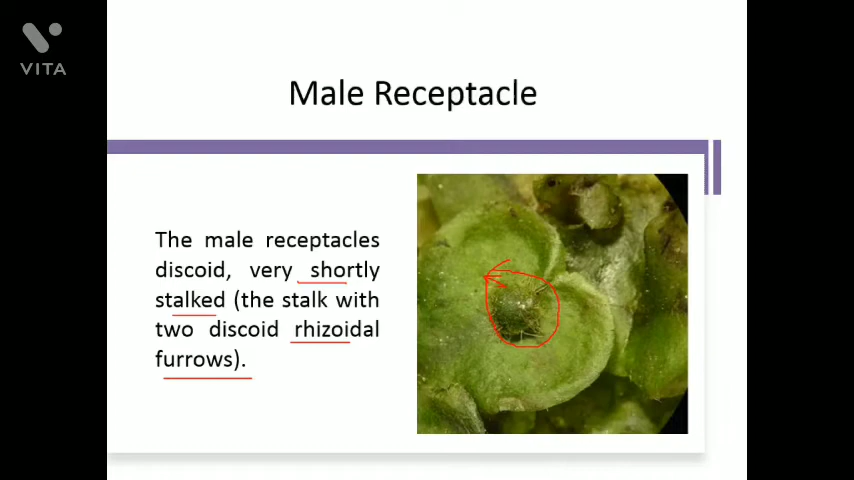 VITA
Male Receptacle
The male receptacles
discoid, very shortly
stalked (the stalk with
two discoid rhizoidal
furrows).